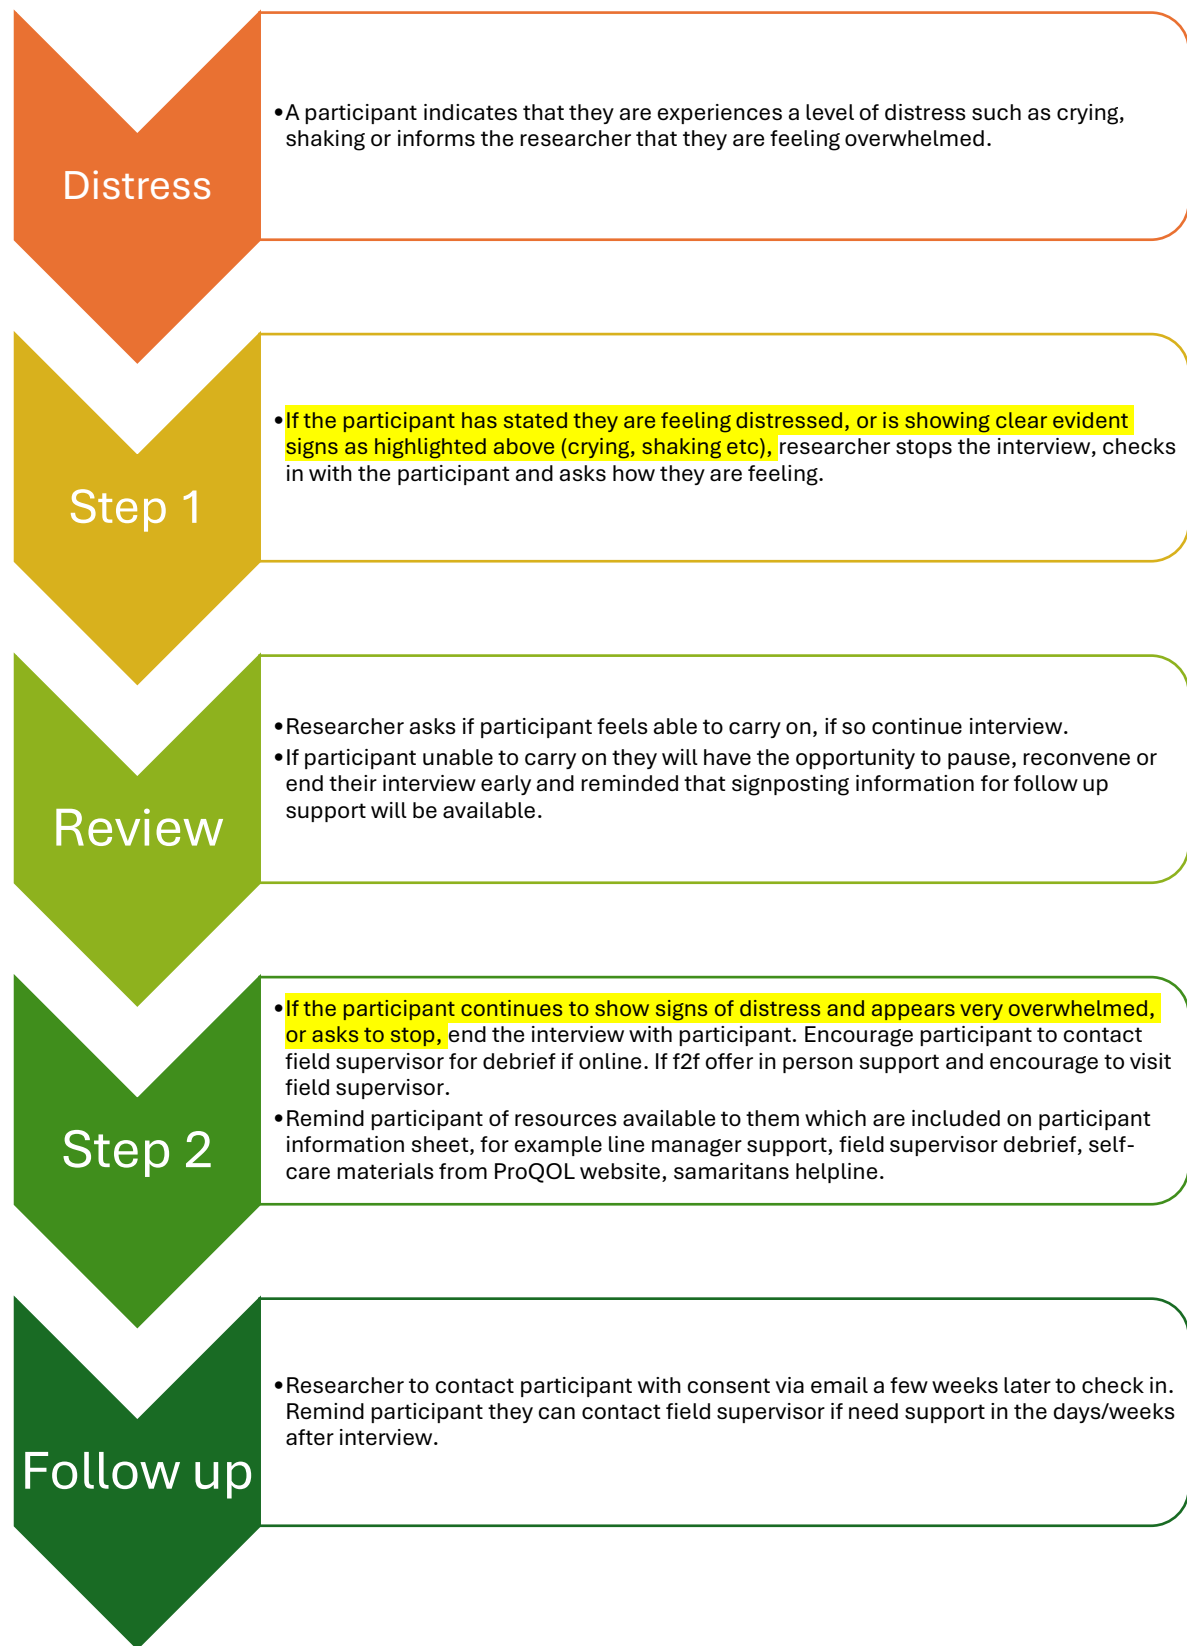 Distress
•A participant indicates that they are experiences a level of distress such as crying,
shaking or informs the researcher that they are feeling overwhelmed.
Step 1
•If the participant has stated they are feeling distressed, or is showing clear evident
signs as highlighted above (crying, shaking etc), researcher stops the interview, checks
in with the participant and asks how they are feeling.
Review
•Researcher asks if participant feels able to carry on, if so continue interview.
•If participant unable to carry on they will have the opportunity to pause, reconvene or
end their interview early and reminded that signposting information for follow up
support will be available.
Step 2
•If the participant continues to show signs of distress and appears very overwhelmed,
or asks to stop, end the interview with participant. Encourage participant to contact
field supervisor for debrief if online. If f2f offer in person support and encourage to visit
field supervisor.
•Remind participant of resources available to them which are included on participant
information sheet, for example line manager support, field supervisor debrief, self-
care materials from ProQOL website, samaritans helpline.
Follow up
•Researcher to contact participant with consent via email a few weeks later to check in.
Remind participant they can contact field supervisor if need support in the days/weeks
after interview.